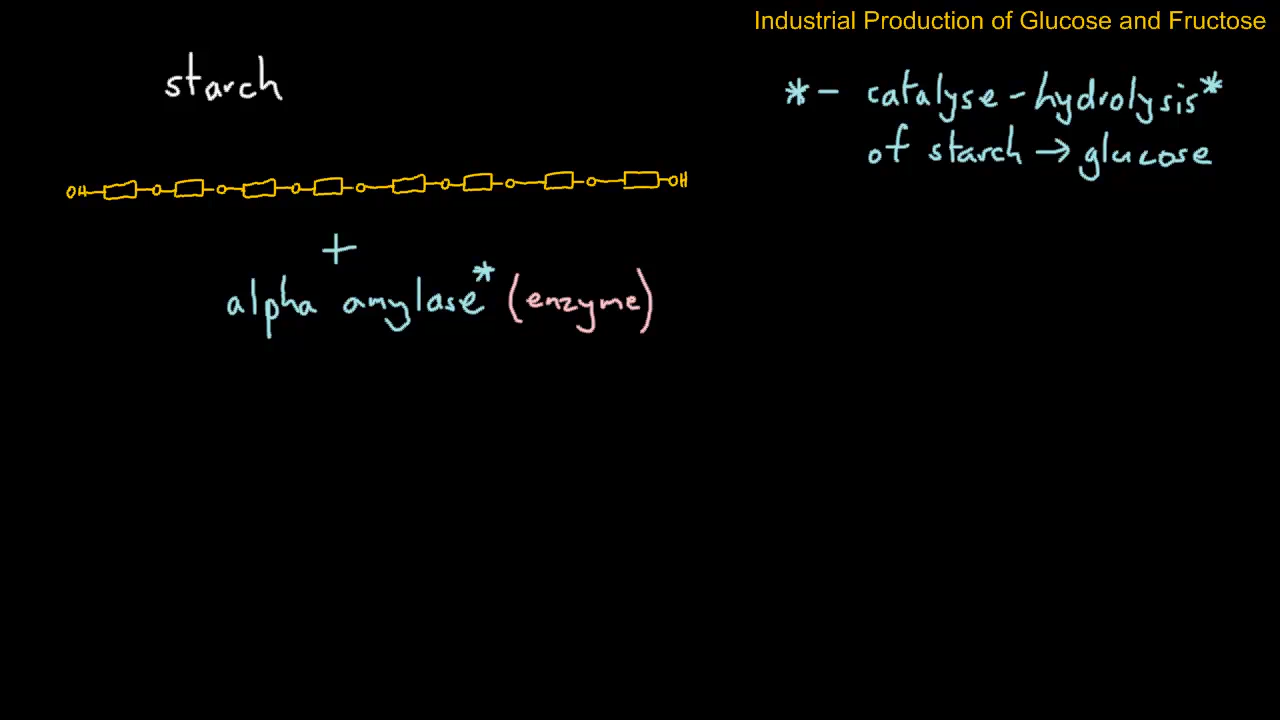 Industrial Production of Glucose and Fructose
starch
* - catalyse - hydrolysis*
of starch → glucose
OH-O-O-O-O-O-O-O-OH
+
alpha amylase* (enzyme)